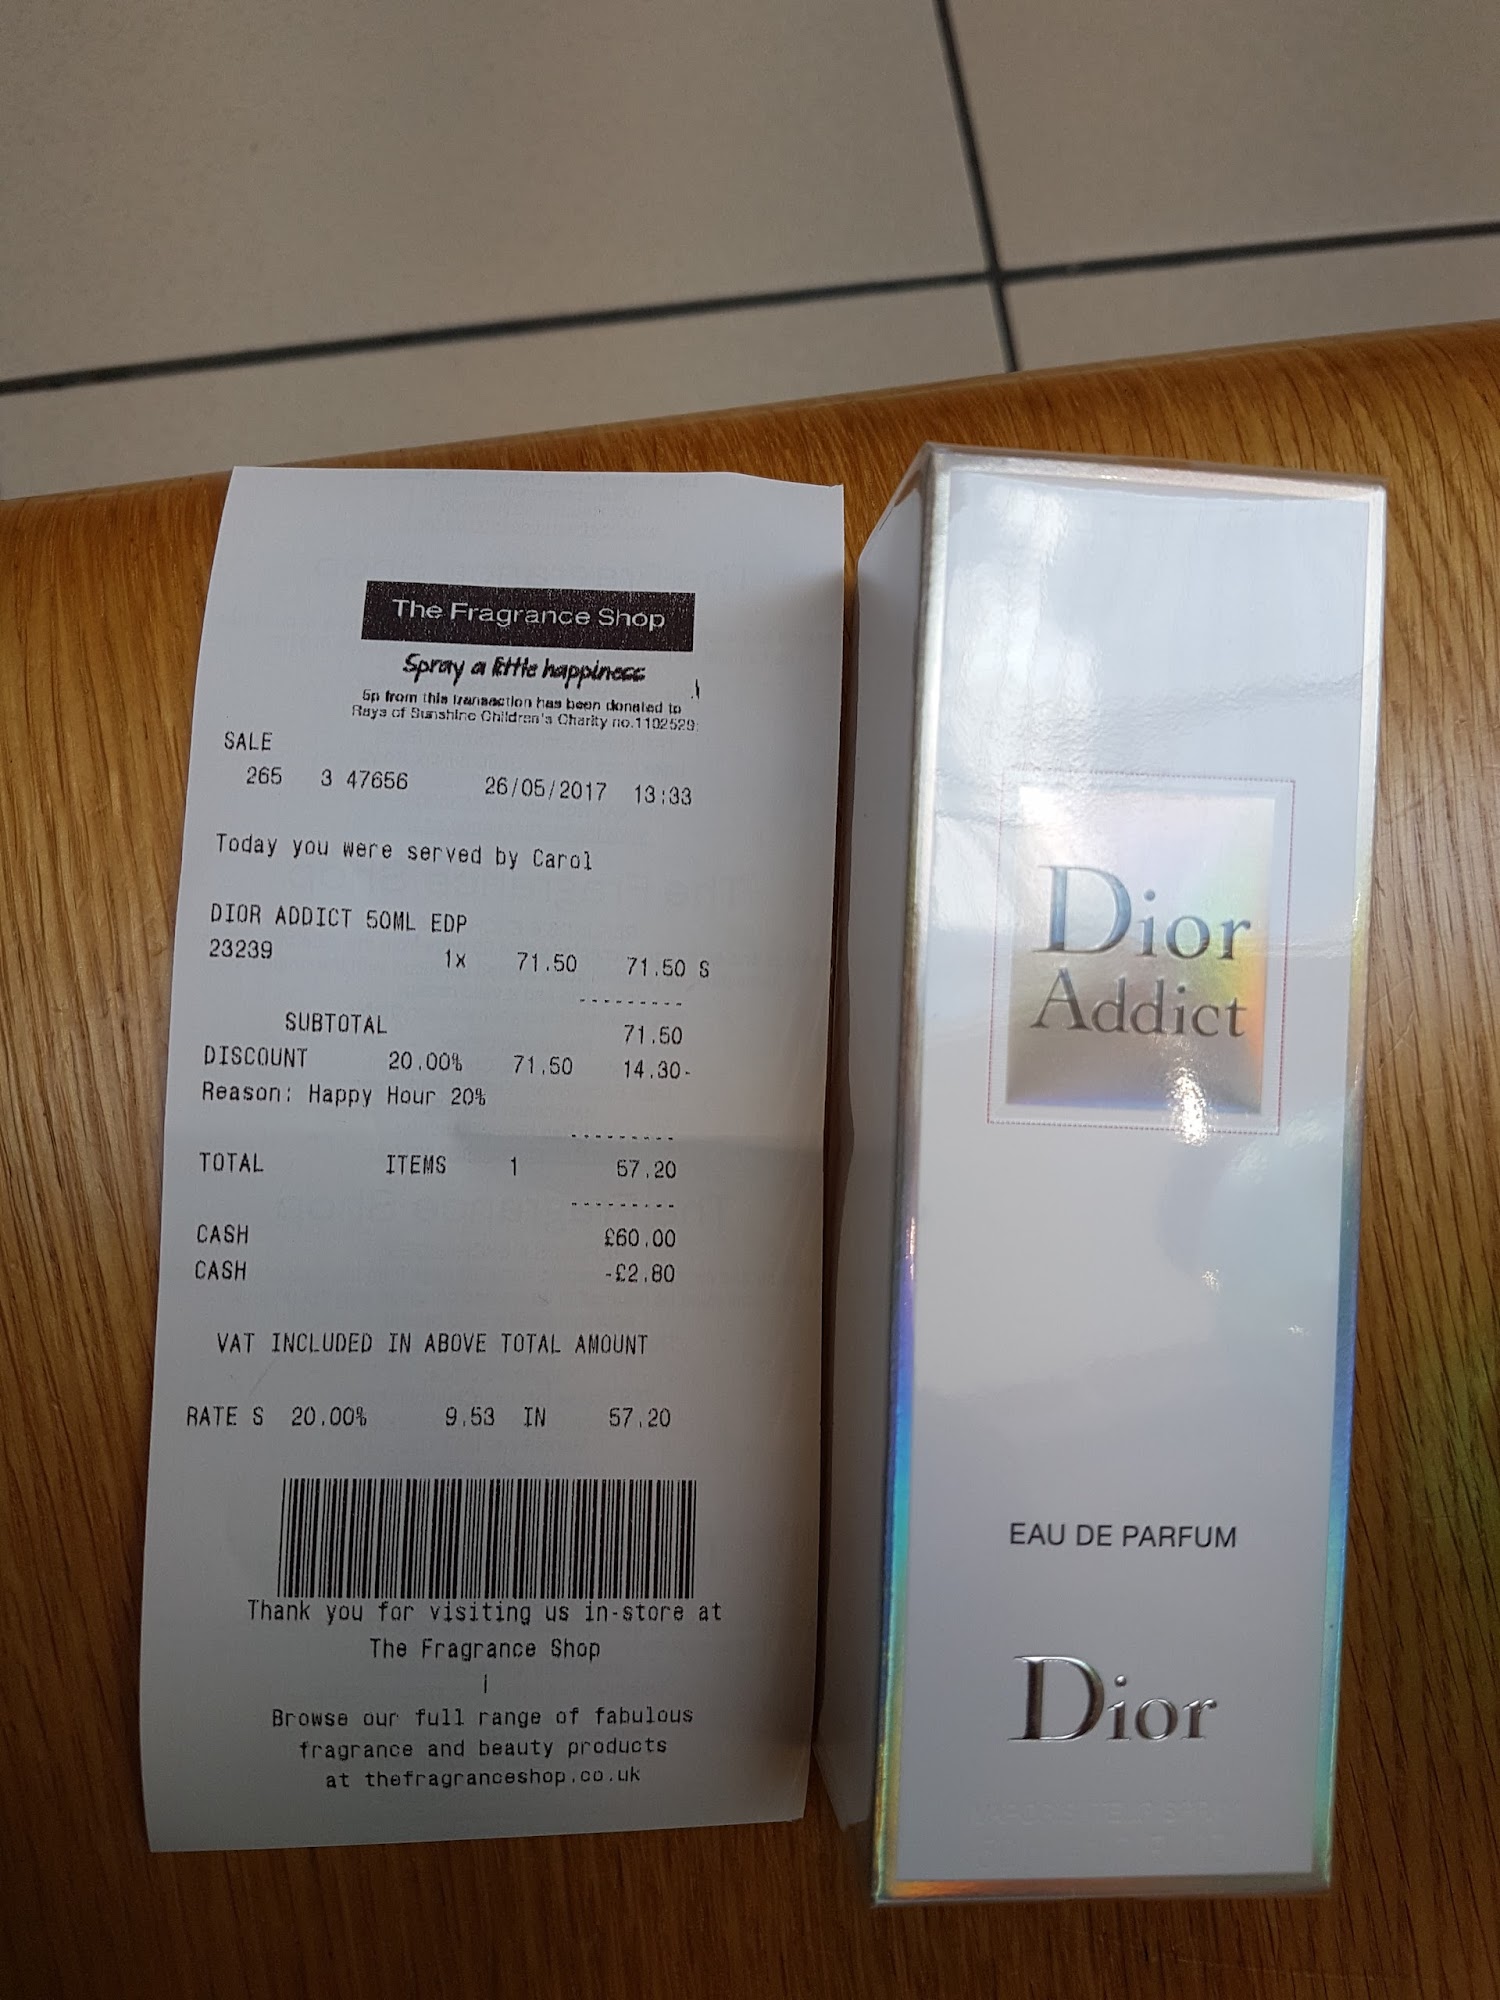 The Fragrance Shop
Spray a little happiness
5p from this transaction has been donated to
Rays of Sunshine Children's Charity no.1102529
SALE
265 3 47656 26/05/2017 13:33
Today you were served by Carol
DIOR ADDICT 50ML EDP
23239 1x 71.50 71.50 S
---------
SUBTOTAL 71.50
DISCOUNT 20.00% 71.50 14.30-
Reason: Happy Hour 20%
---------
TOTAL ITEMS 1 57.20
---------
CASH £60.00
CASH -£2.80
VAT INCLUDED IN ABOVE TOTAL AMOUNT
RATE S 20.00% 9.53 IN 57.20
Thank you for visiting us in-store at
The Fragrance Shop
|
Browse our full range of fabulous
fragrance and beauty products
at thefragranceshop.co.uk
Dior
Addict
EAU DE PARFUM
Dior